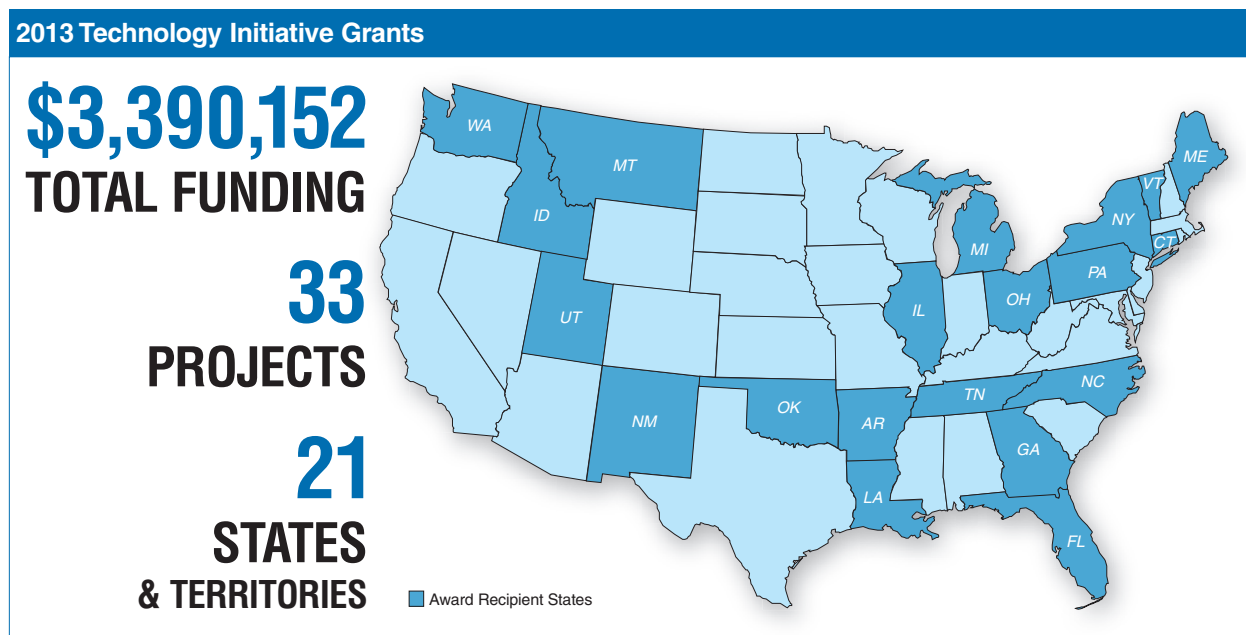 2013 Technology Initiative Grants
$3,390,152
TOTAL FUNDING
33
PROJECTS
21
STATES
& TERRITORIES
WA
MT
ID
UT
NM
OK
AR
LA
TN
NC
GA
FL
IL
MI
OH
PA
NY
VT
CT
ME
Award Recipient States